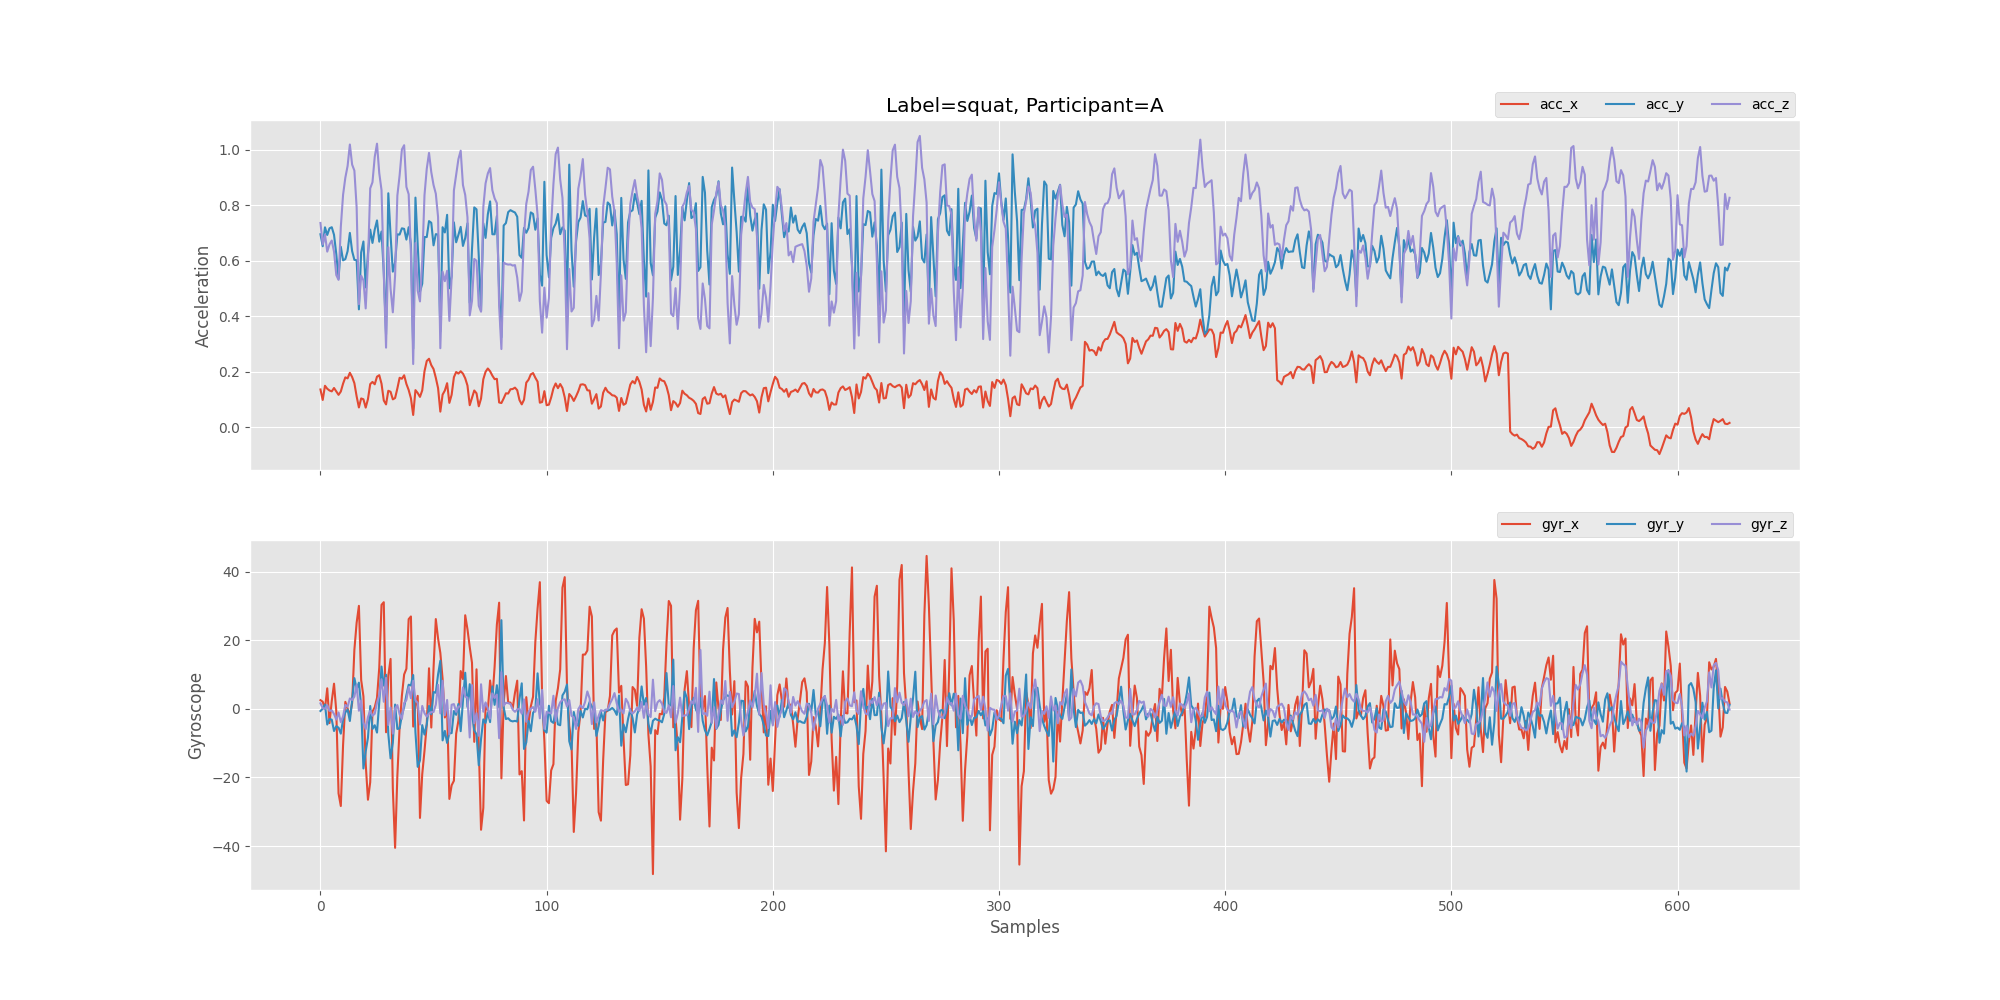 Label=squat, Participant=A
acc_x acc_y acc_z
1.0
0.8
0.6
0.4
0.2
0.0
Acceleration
gyr_x gyr_y gyr_z
40
20
0
−20
−40
Gyroscope
0 100 200 300 400 500 600
Samples